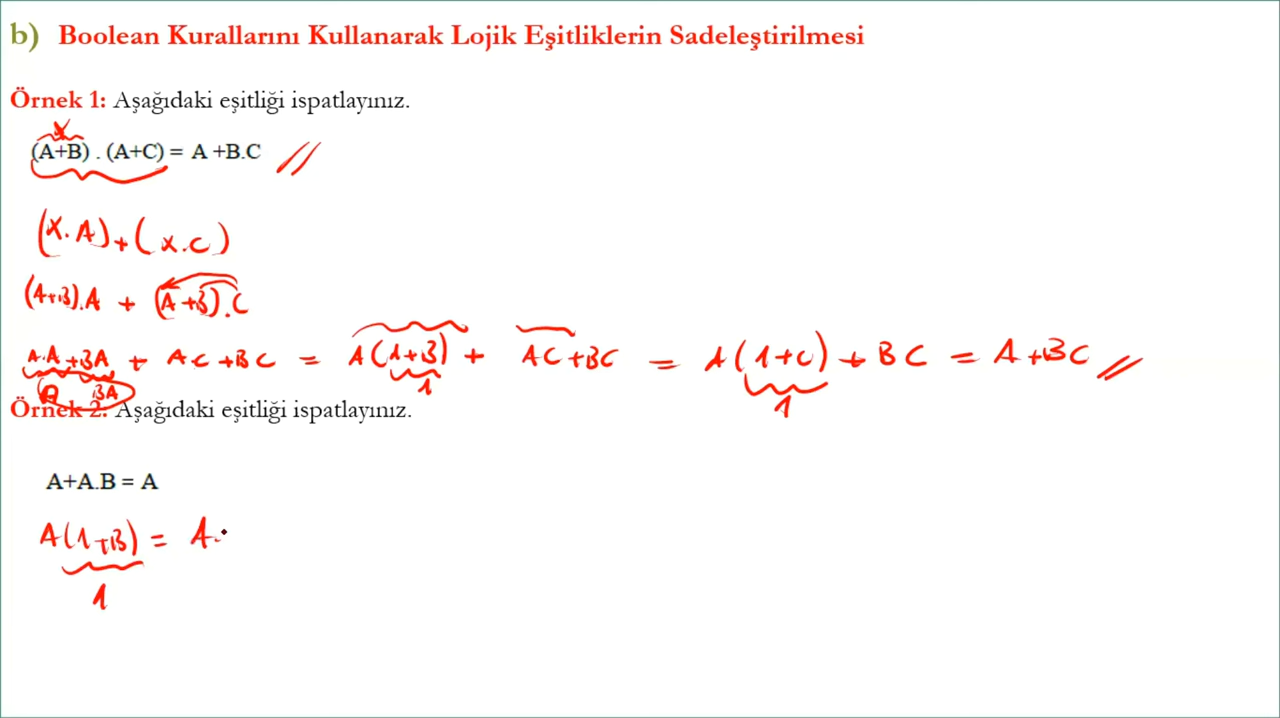 b) Boolean Kurallarını Kullanarak Lojik Eşitliklerin Sadeleştirilmesi
Örnek 1: Aşağıdaki eşitliği ispatlayınız.
x
(A+B) . (A+C) = A +B.C //
(x.A)+(x.C)
(A+B).A + (A+B).C
A.A+BA + AC+BC = A(1+B) + AC+BC = A(1+C)+BC = A+BC //
A BA 1 1
Örnek 2: Aşağıdaki eşitliği ispatlayınız.
A+A.B = A
A(1+B) = A.
1